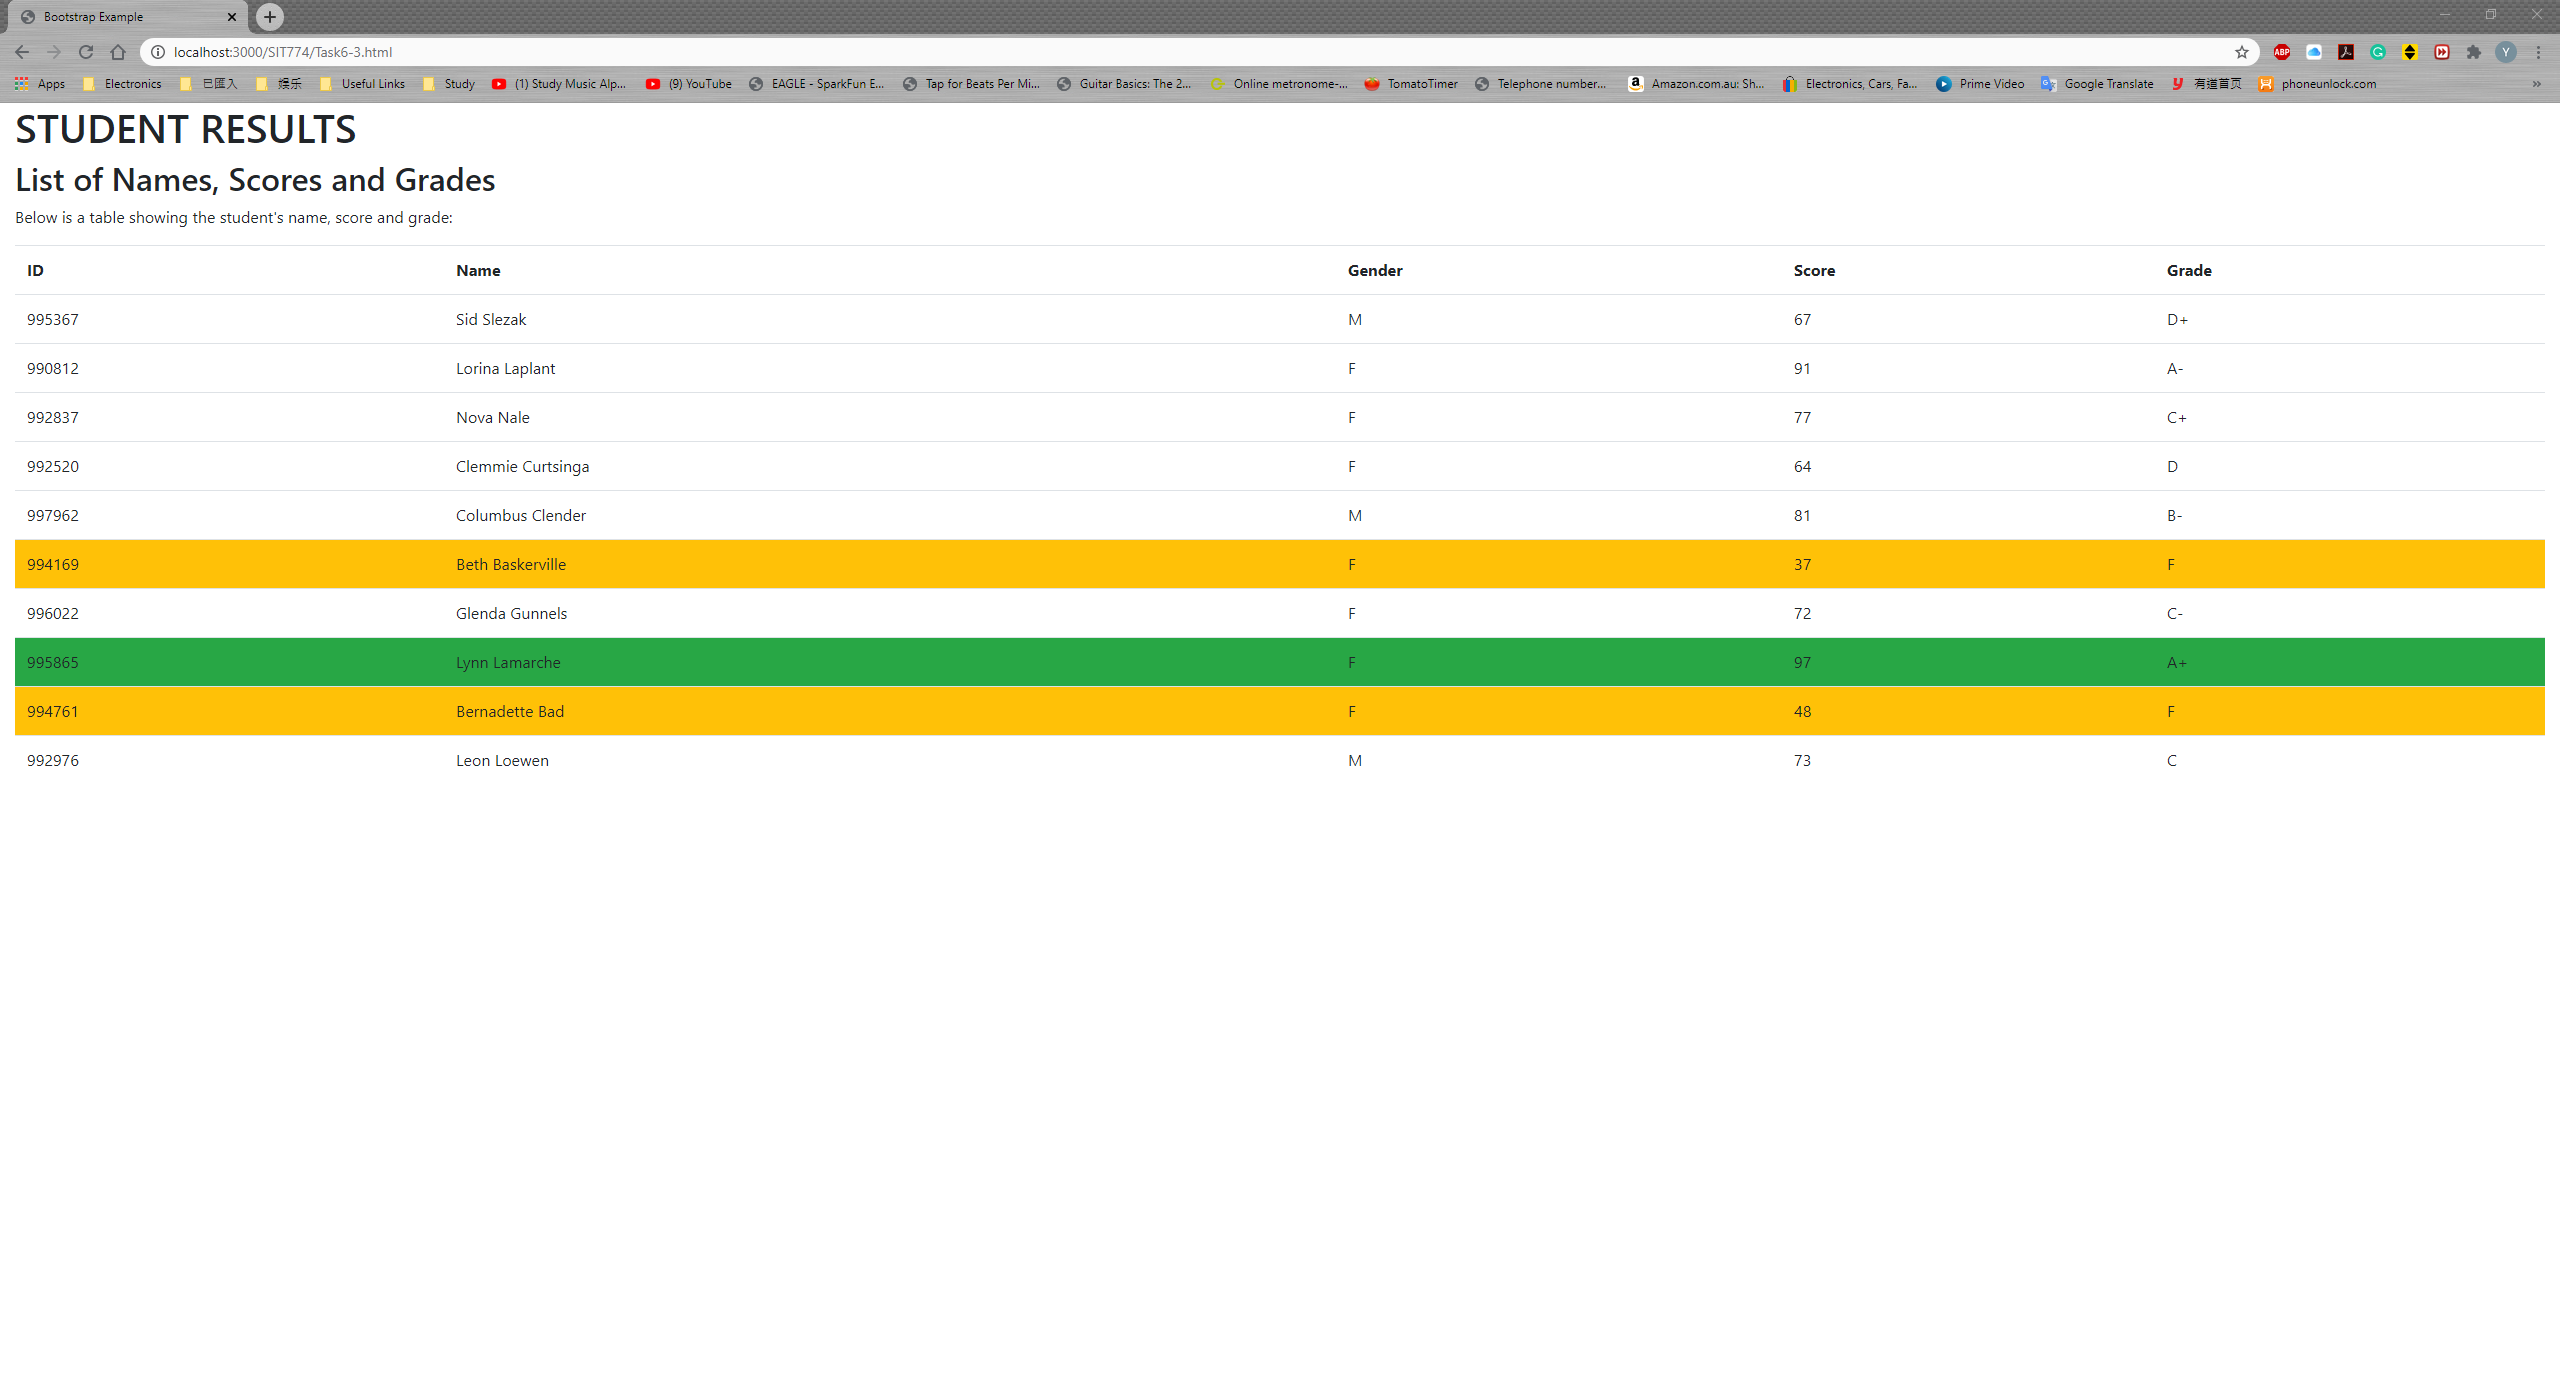 Bootstrap Example
localhost:3000/SIT774/Task6-3.html
ABP Y
Apps Electronics 已匯入 娱乐 Useful Links Study (1) Study Music Alp... (9) YouTube EAGLE - SparkFun E... Tap for Beats Per Mi... Guitar Basics: The 2... Online metronome-... TomatoTimer Telephone number... Amazon.com.au: Sh... Electronics, Cars, Fa... Prime Video Google Translate 有道首页 phoneunlock.com »
STUDENT RESULTS
List of Names, Scores and Grades
Below is a table showing the student's name, score and grade:
ID Name Gender Score Grade
995367 Sid Slezak M 67 D+
990812 Lorina Laplant F 91 A-
992837 Nova Nale F 77 C+
992520 Clemmie Curtsinga F 64 D
997962 Columbus Clender M 81 B-
994169 Beth Baskerville F 37 F
996022 Glenda Gunnels F 72 C-
995865 Lynn Lamarche F 97 A+
994761 Bernadette Bad F 48 F
992976 Leon Loewen M 73 C